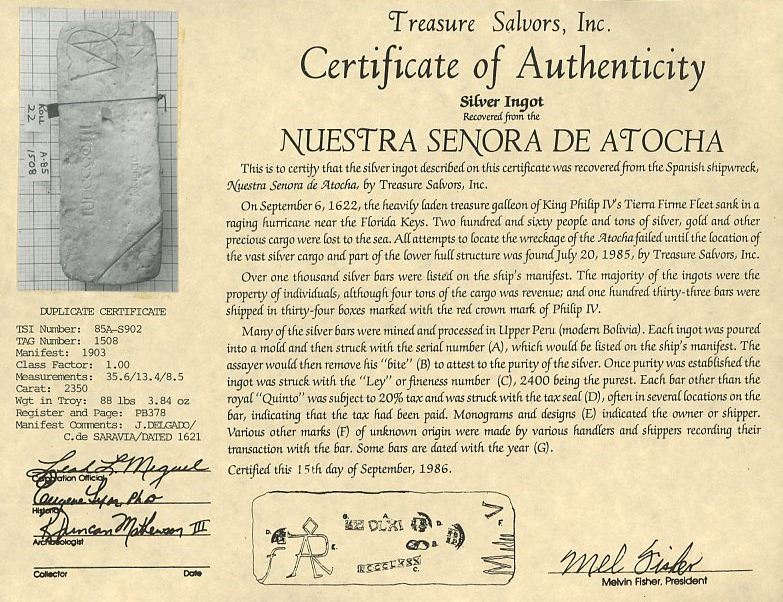 Treasure Salvors, Inc.
Certificate of Authenticity
Silver Ingot
Recovered from the
NUESTRA SENORA DE ATOCHA
This is to certify that the silver ingot described on this certificate was recovered from the Spanish shipwreck,
Nuestra Senora de Atocha, by Treasure Salvors, Inc.
On September 6, 1622, the heavily laden treasure galleon of King Philip IV's Tierra Firme Fleet sank in a
raging hurricane near the Florida Keys. Two hundred and sixty people and tons of silver, gold and other
precious cargo were lost to the sea. All attempts to locate the wreckage of the Atocha failed until the location of
the vast silver cargo and part of the lower hull structure was found July 20, 1985, by Treasure Salvors, Inc.
Over one thousand silver bars were listed on the ship's manifest. The majority of the ingots were the
property of individuals, although four tons of the cargo was revenue; and one hundred thirty-three bars were
shipped in thirty-four boxes marked with the red crown mark of Philip IV.
Many of the silver bars were mined and processed in Upper Peru (modern Bolivia). Each ingot was poured
into a mold and then struck with the serial number (A), which would be listed on the ship's manifest. The
assayer would then remove his "bite" (B) to attest to the purity of the silver. Once purity was established the
ingot was struck with the "Ley" or fineness number (C), 2400 being the purest. Each bar other than the
royal "Quinto" was subject to 20% tax and was struck with the tax seal (D), often in several locations on the
bar, indicating that the tax had been paid. Monograms and designs (E) indicated the owner or shipper.
Various other marks (F) of unknown origin were made by various handlers and shippers recording their
transaction with the bar. Some bars are dated with the year (G).
Certified this 15th day of September, 1986.
ROLL
22
A-85
1508
DUPLICATE CERTIFICATE
TSI Number: 85A-S902
TAG Number: 1508
Manifest: 1903
Class Factor: 1.00
Measurements: 35.6/13.4/8.5
Carat: 2350
Wgt in Troy: 88 lbs 3.84 oz
Register and Page: PB378
Manifest Comments: J.DELGADO/
C.de SARAVIA/DATED 1621
Leah L. Miguel
Corporation Official
Eugene Lyon PhD
Historian
R Duncan Mathewson III
Archaeologist
Collector
Date
Mel Fisher
Melvin Fisher, President